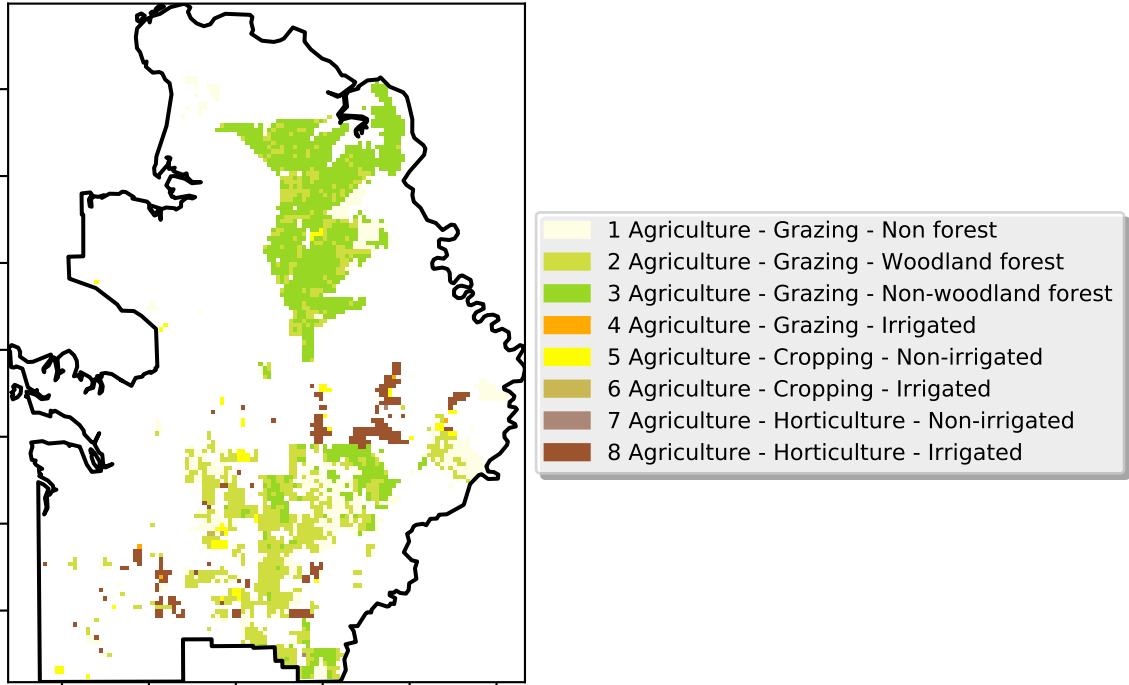 1 Agriculture - Grazing - Non forest
2 Agriculture - Grazing - Woodland forest
3 Agriculture - Grazing - Non-woodland forest
4 Agriculture - Grazing - Irrigated
5 Agriculture - Cropping - Non-irrigated
6 Agriculture - Cropping - Irrigated
7 Agriculture - Horticulture - Non-irrigated
8 Agriculture - Horticulture - Irrigated